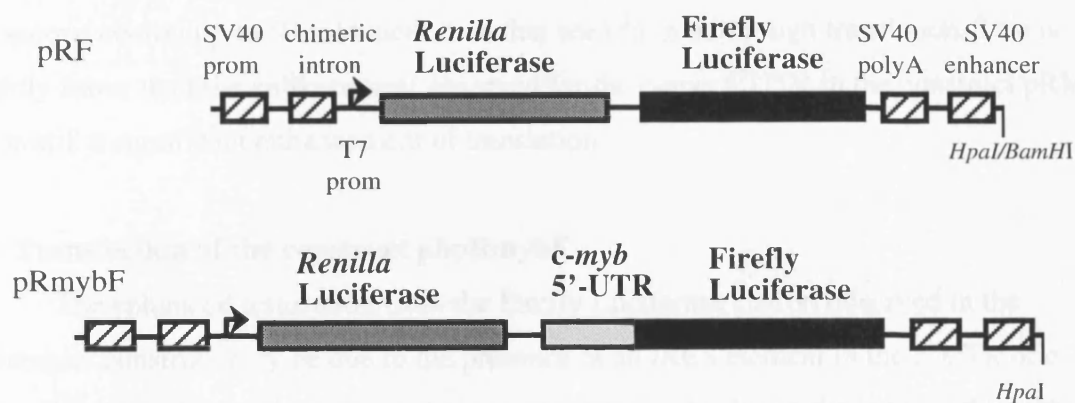 pRF
SV40 prom
chimeric intron
T7 prom
Renilla Luciferase
Firefly Luciferase
SV40 polyA
SV40 enhancer
HpaI/BamHI
pRmybF
Renilla Luciferase
c-myb 5'-UTR
Firefly Luciferase
HpaI